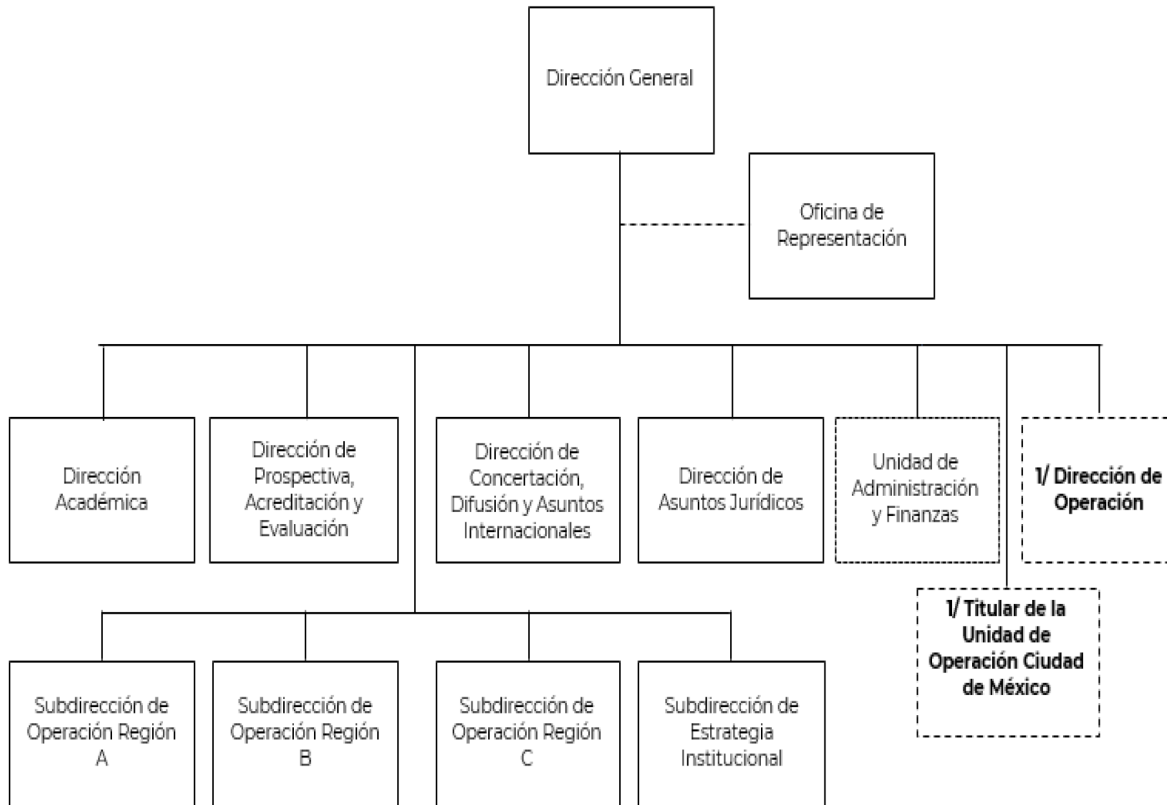 Dirección General
Oficina de
Representación
Dirección
Académica
Dirección de
Prospectiva,
Acreditación y
Evaluación
Dirección de
Concertación,
Difusión y Asuntos
Internacionales
Dirección de
Asuntos Jurídicos
Unidad de
Administración
y Finanzas
1/ Dirección de
Operación
1/ Titular de la
Unidad de
Operación Ciudad
de México
Subdirección de
Operación Región
A
Subdirección de
Operación Región
B
Subdirección de
Operación Región
C
Subdirección de
Estrategia
Institucional